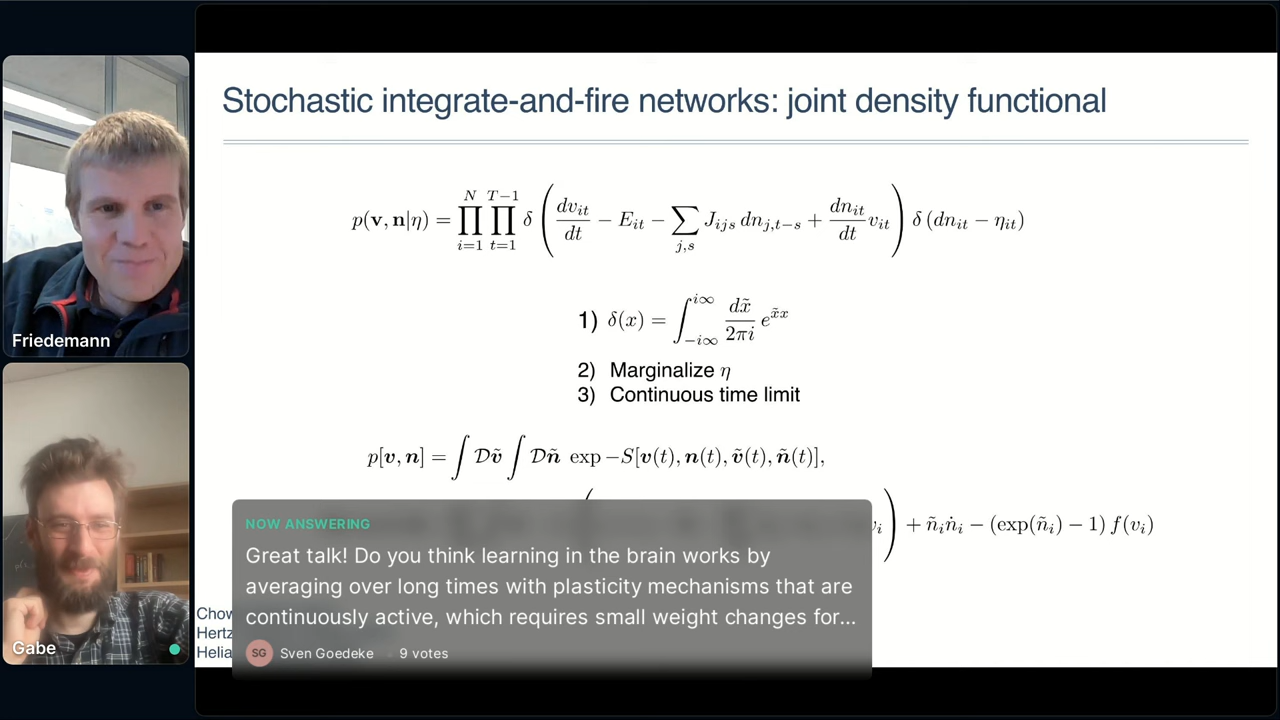 Stochastic integrate-and-fire networks: joint density functional
p(v, n|η) = ∏_{i=1}^{N} ∏_{t=1}^{T−1} δ ( dv_{it}/dt − E_{it} − ∑_{j,s} J_{ijs} dn_{j,t−s} + dn_{it}/dt v_{it} ) δ (dn_{it} − η_{it})
1) δ(x) = ∫_{−i∞}^{i∞} dx̃/2πi e^{x̃x}
2) Marginalize η
3) Continuous time limit
p[v, n] = ∫ Dṽ ∫ Dñ exp −S[v(t), n(t), ṽ(t), ñ(t)],
v_i ) + ñ_i ṅ_i − (exp(ñ_i) − 1) f(v_i)
Friedemann
Gabe
NOW ANSWERING
Great talk! Do you think learning in the brain works by
averaging over long times with plasticity mechanisms that are
continuously active, which requires small weight changes for...
SG Sven Goedeke 9 votes
Chow
Hertz
Helia